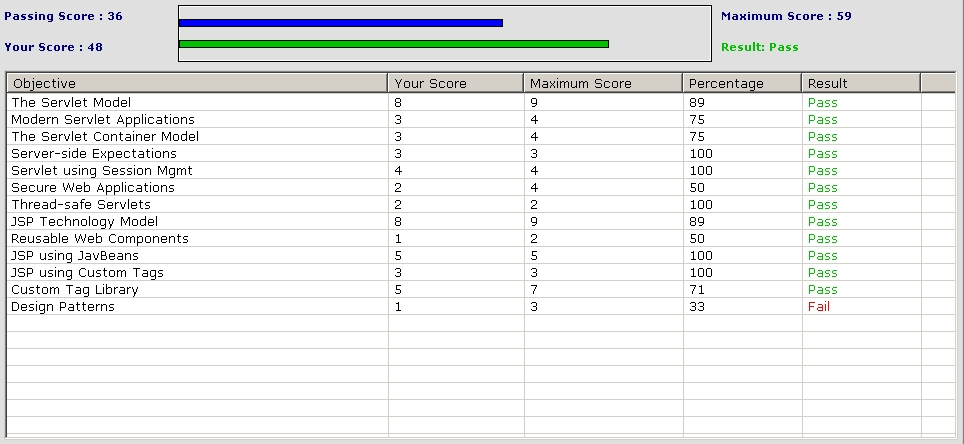 Passing Score : 36
Maximum Score : 59
Your Score : 48
Result: Pass
Objective Your Score Maximum Score Percentage Result
The Servlet Model 8 9 89 Pass
Modern Servlet Applications 3 4 75 Pass
The Servlet Container Model 3 4 75 Pass
Server-side Expectations 3 3 100 Pass
Servlet using Session Mgmt 4 4 100 Pass
Secure Web Applications 2 4 50 Pass
Thread-safe Servlets 2 2 100 Pass
JSP Technology Model 8 9 89 Pass
Reusable Web Components 1 2 50 Pass
JSP using JavBeans 5 5 100 Pass
JSP using Custom Tags 3 3 100 Pass
Custom Tag Library 5 7 71 Pass
Design Patterns 1 3 33 Fail